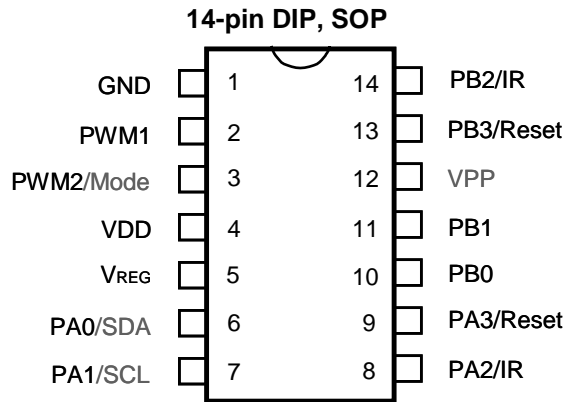 14-pin DIP, SOP
GND 1 14 PB2/IR
PWM1 2 13 PB3/Reset
PWM2/Mode 3 12 VPP
VDD 4 11 PB1
VREG 5 10 PB0
PA0/SDA 6 9 PA3/Reset
PA1/SCL 7 8 PA2/IR